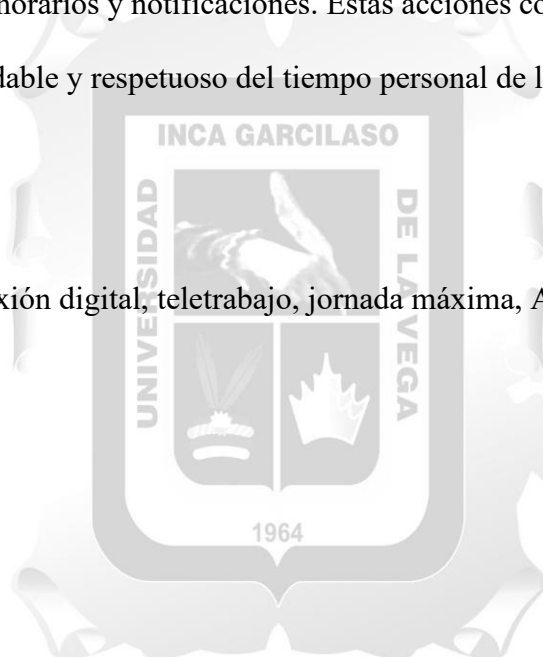 horarios y notificaciones. Estas acciones co
dable y respetuoso del tiempo personal de l
INCA GARCILASO
UNIVERSIDAD
DE LA VEGA
xión digital, teletrabajo, jornada máxima, A
1964